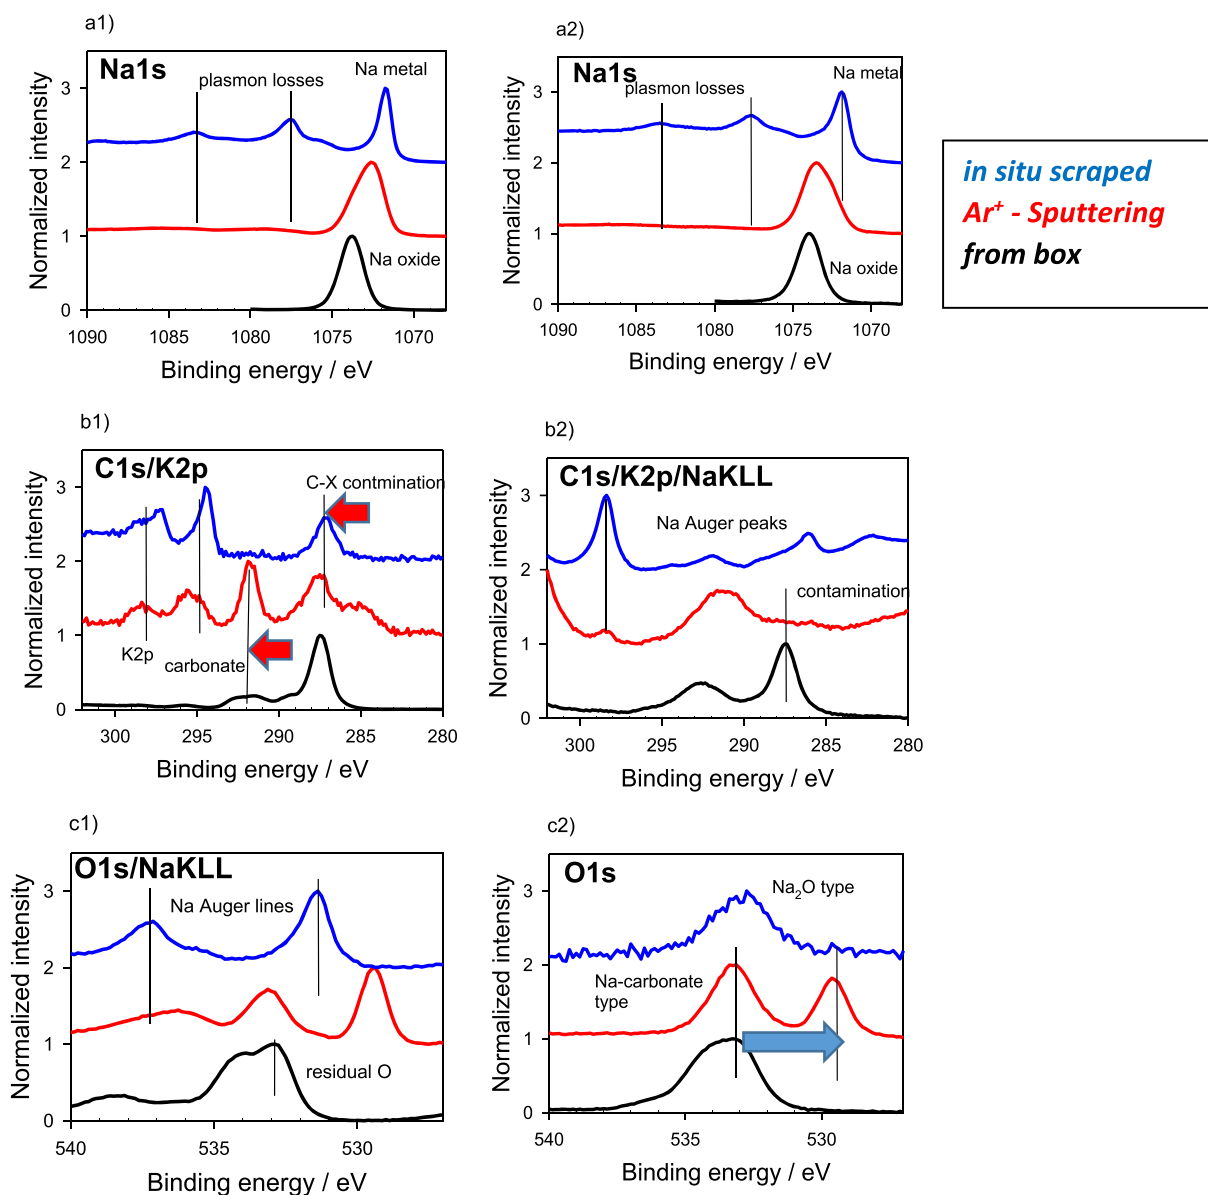 a1)
Na1s
plasmon losses
Na metal
Na oxide
Normalized intensity
3
2
1
0
1090 1085 1080 1075 1070
Binding energy / eV
a2)
Na1s
plasmon losses
Na metal
Na oxide
Normalized intensity
3
2
1
0
1090 1085 1080 1075 1070
Binding energy / eV
in situ scraped
Ar⁺ - Sputtering
from box
b1)
C1s/K2p
C-X contmination
K2p
carbonate
Normalized intensity
3
2
1
0
300 295 290 285 280
Binding energy / eV
b2)
C1s/K2p/NaKLL
Na Auger peaks
contamination
Normalized intensity
3
2
1
0
300 295 290 285 280
Binding energy / eV
c1)
O1s/NaKLL
Na Auger lines
residual O
Normalized intensity
3
2
1
0
540 535 530
Binding energy / eV
c2)
O1s
Na₂O type
Na-carbonate
type
Normalized intensity
3
2
1
0
540 535 530
Binding energy / eV